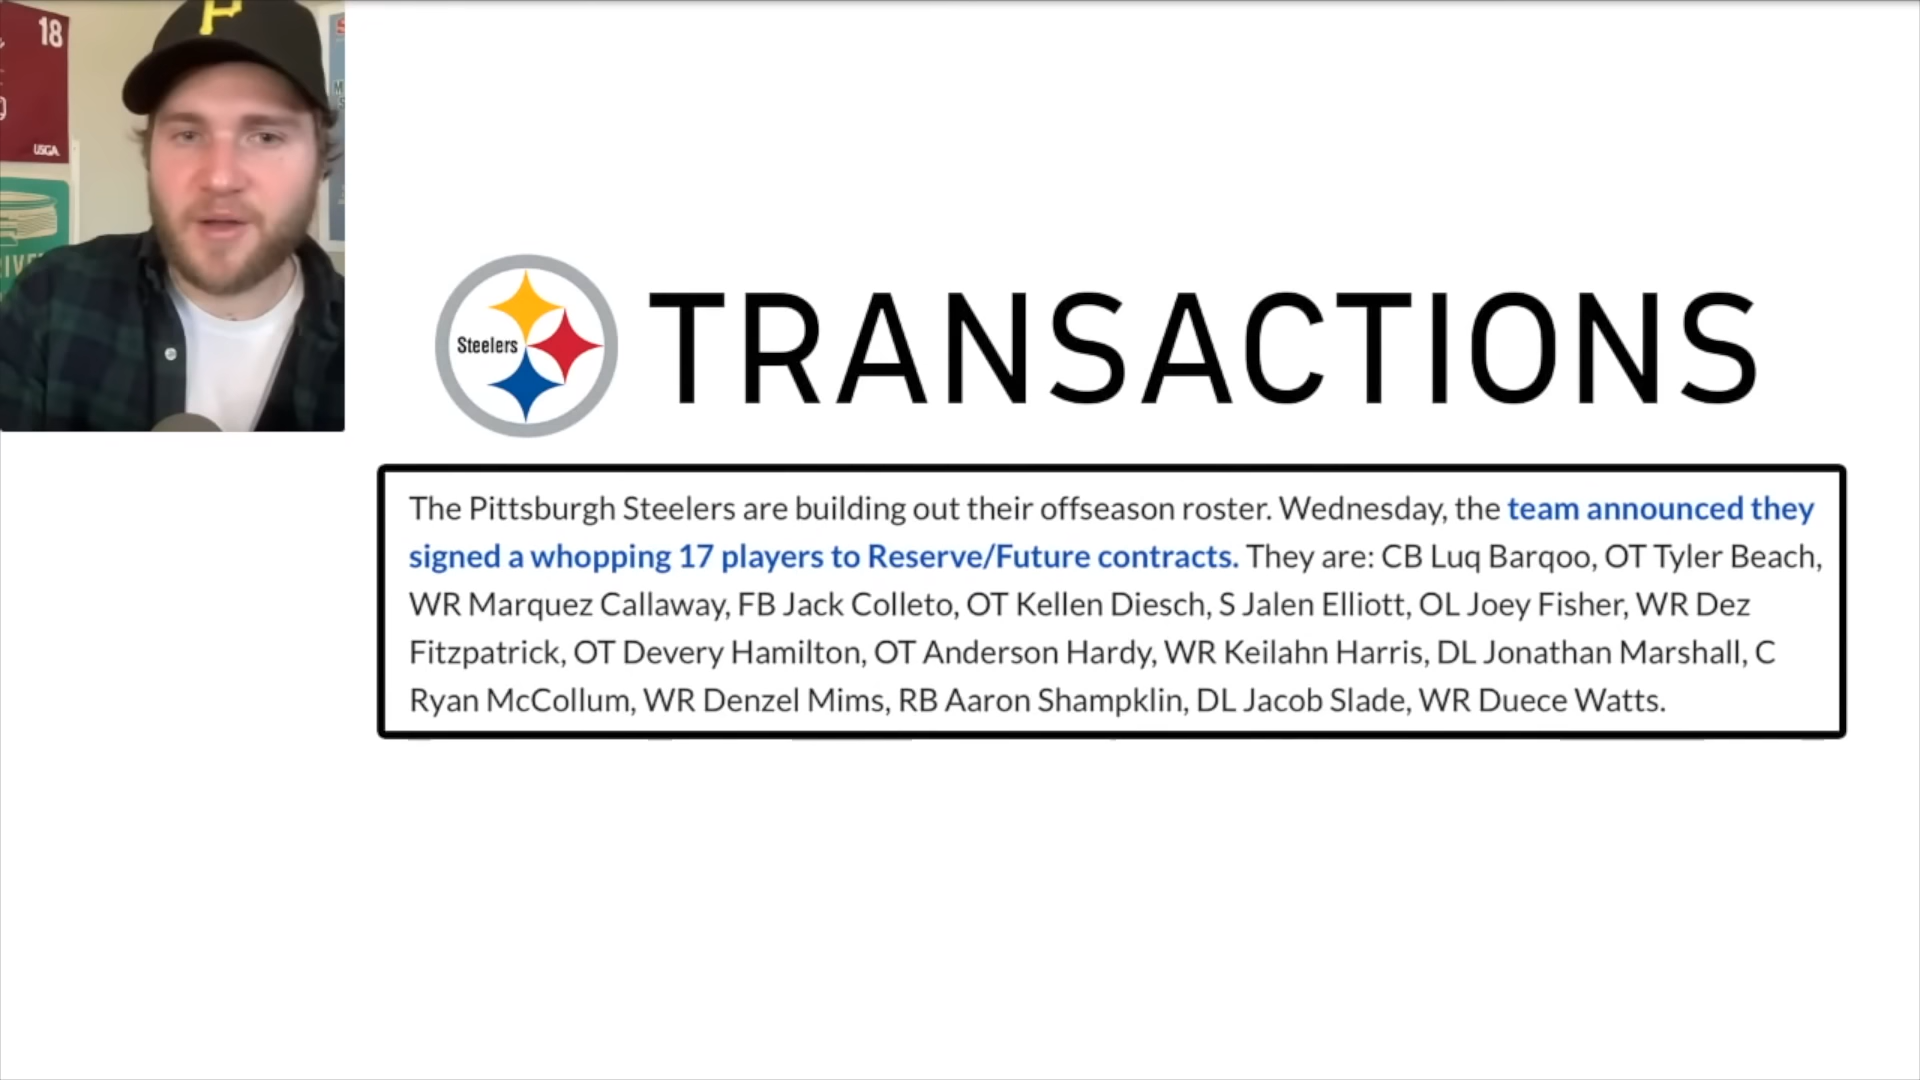 P
18
USGA
Steelers
TRANSACTIONS
The Pittsburgh Steelers are building out their offseason roster. Wednesday, the team announced they
signed a whopping 17 players to Reserve/Future contracts. They are: CB Luq Barqoo, OT Tyler Beach,
WR Marquez Callaway, FB Jack Colleto, OT Kellen Diesch, S Jalen Elliott, OL Joey Fisher, WR Dez
Fitzpatrick, OT Devery Hamilton, OT Anderson Hardy, WR Keilahn Harris, DL Jonathan Marshall, C
Ryan McCollum, WR Denzel Mims, RB Aaron Shampklin, DL Jacob Slade, WR Duece Watts.